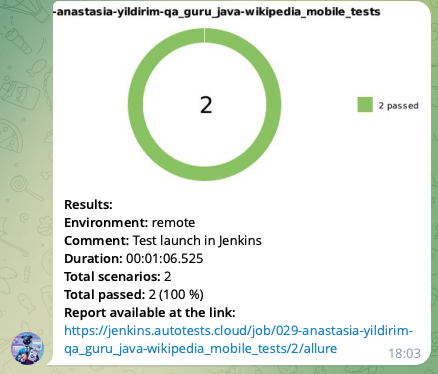 -anastasia-yildirim-qa_guru_java-wikipedia_mobile_tests
2
2 passed
Results:
Environment: remote
Comment: Test launch in Jenkins
Duration: 00:01:06.525
Total scenarios: 2
Total passed: 2 (100 %)
Report available at the link:
https://jenkins.autotests.cloud/job/029-anastasia-yildirim-
qa_guru_java-wikipedia_mobile_tests/2/allure
18:03